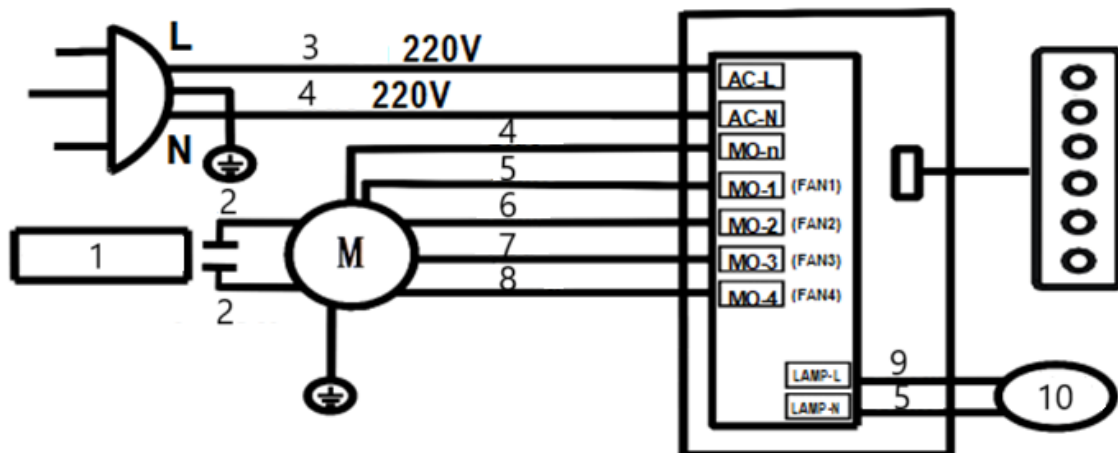 L
3 220V
4 220V
N
AC-L
AC-N
4
MO-n
5
MO-1 (FAN1)
2
6
MO-2 (FAN2)
1
M
7
MO-3 (FAN3)
8
MO-4 (FAN4)
2
LAMP-L
9
LAMP-N
5
10